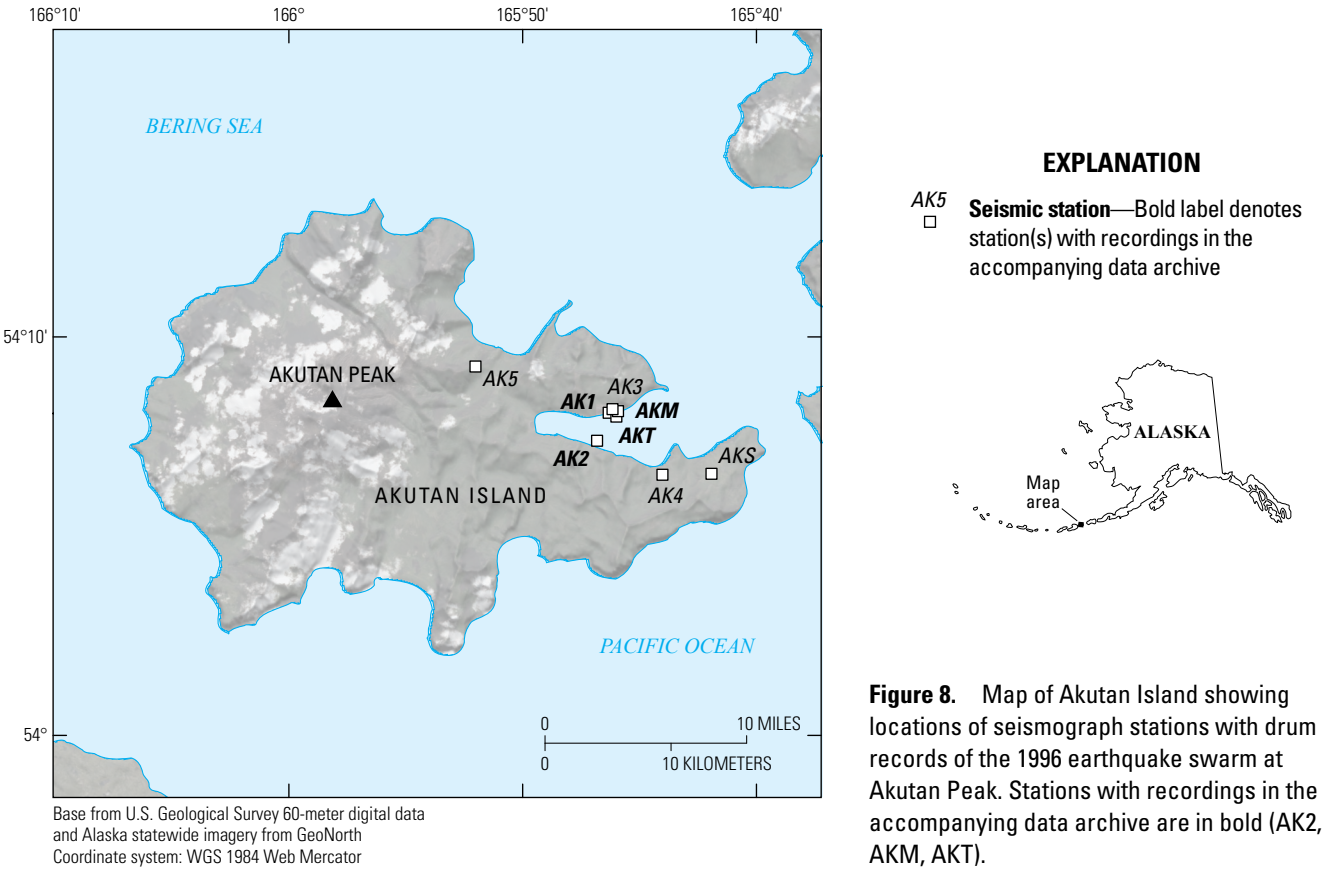 166°10'
166°
165°50'
165°40'
BERING SEA
54°10'
AKUTAN PEAK
AK5
AK3
AK1
AKM
AKT
AK2
AKS
AK4
AKUTAN ISLAND
PACIFIC OCEAN
54°
0
10 MILES
0
10 KILOMETERS
Base from U.S. Geological Survey 60-meter digital data
and Alaska statewide imagery from GeoNorth
Coordinate system: WGS 1984 Web Mercator
EXPLANATION
AK5
Seismic station—Bold label denotes
station(s) with recordings in the
accompanying data archive
ALASKA
Map
area
Figure 8. Map of Akutan Island showing
locations of seismograph stations with drum
records of the 1996 earthquake swarm at
Akutan Peak. Stations with recordings in the
accompanying data archive are in bold (AK2,
AKM, AKT).